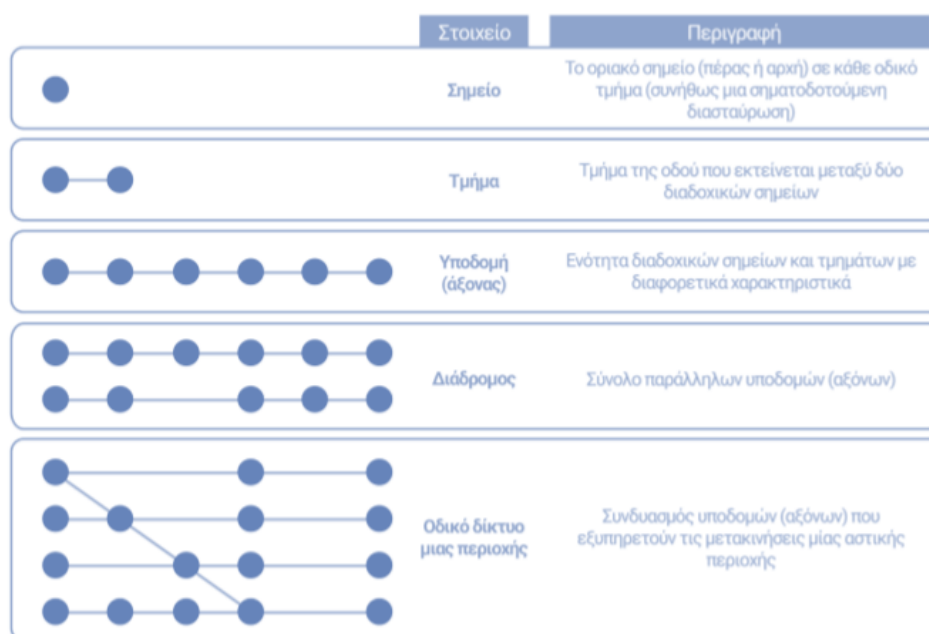 Στοιχείο
Περιγραφή
Σημείο
Το οριακό σημείο (πέρας ή αρχή) σε κάθε οδικό
τμήμα (συνήθως μια σηματοδοτούμενη
διασταύρωση)
Τμήμα
Τμήμα της οδού που εκτείνεται μεταξύ δύο
διαδοχικών σημείων
Υποδομή
(άξονας)
Ενότητα διαδοχικών σημείων και τμημάτων με
διαφορετικά χαρακτηριστικά
Διάδρομος
Σύνολο παράλληλων υποδομών (αξόνων)
Οδικό δίκτυο
μιας περιοχής
Συνδυασμός υποδομών (αξόνων) που
εξυπηρετούν τις μετακινήσεις μίας αστικής
περιοχής